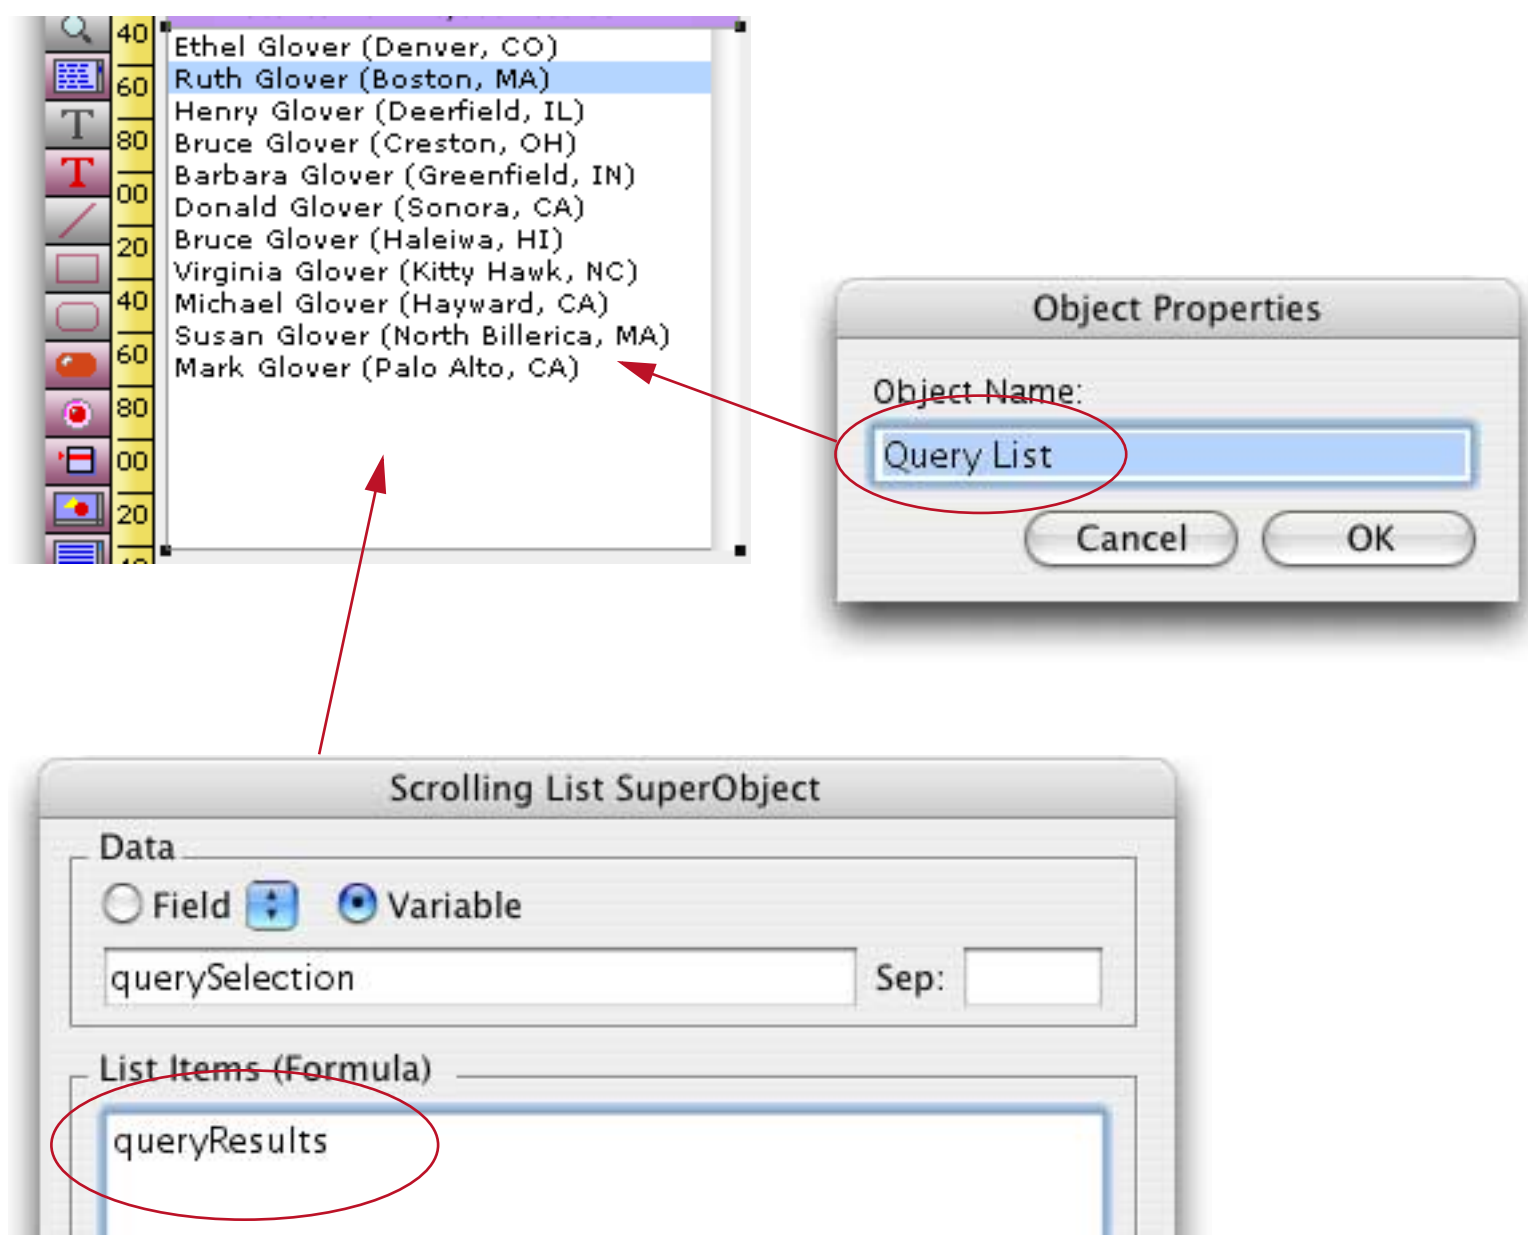 40
60
80
00
20
40
60
80
00
20
Ethel Glover (Denver, CO)
Ruth Glover (Boston, MA)
Henry Glover (Deerfield, IL)
Bruce Glover (Creston, OH)
Barbara Glover (Greenfield, IN)
Donald Glover (Sonora, CA)
Bruce Glover (Haleiwa, HI)
Virginia Glover (Kitty Hawk, NC)
Michael Glover (Hayward, CA)
Susan Glover (North Billerica, MA)
Mark Glover (Palo Alto, CA)
T
T
Object Properties
Object Name:
Query List
Cancel OK
Scrolling List SuperObject
Data
Field Variable
querySelection Sep:
List Items (Formula)
queryResults